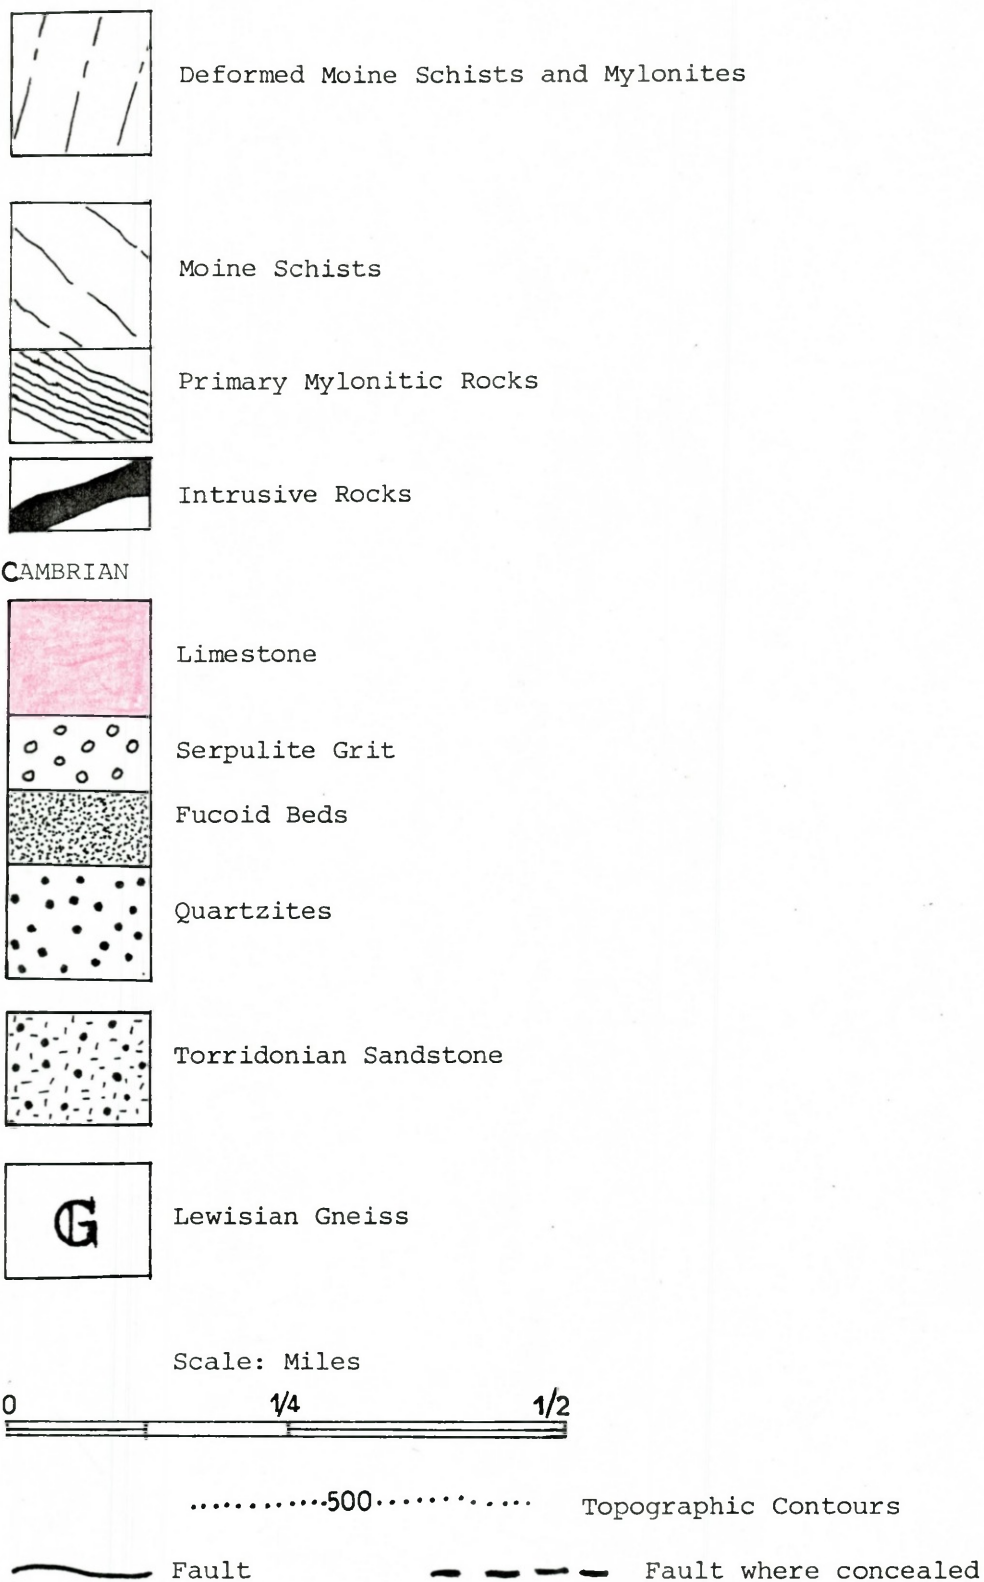 Deformed Moine Schists and Mylonites
Moine Schists
Primary Mylonitic Rocks
Intrusive Rocks
CAMBRIAN
Limestone
Serpulite Grit
Fucoid Beds
Quartzites
Torridonian Sandstone
G Lewisian Gneiss
Scale: Miles
0 1/4 1/2
500 Topographic Contours
Fault Fault where concealed